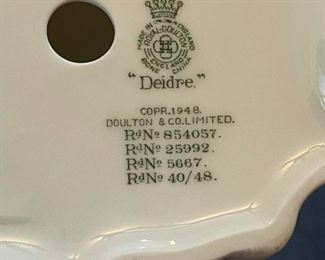 MADE IN ENGLAND
ROYAL·DOULTON
ENGLAND
BONE CHINA
"Deidre."
COPR.1948.
DOULTON & CO.LIMITED.
RdNo 854057.
RdNo 25992.
RdNo 5667.
RdNo 40/48.